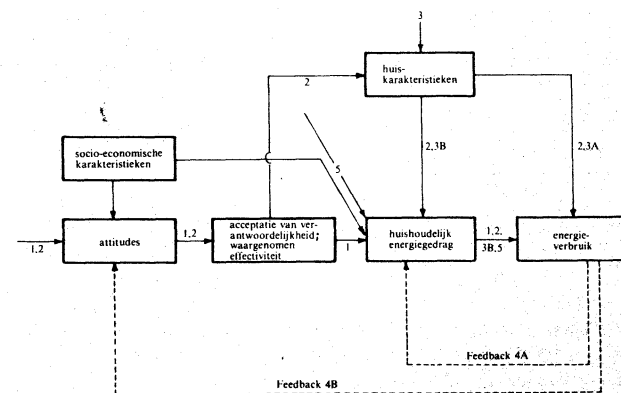 3
huis-
karakteristieken
2
2,3B
2,3A
socio-economische
karakteristieken
5
attitudes
1,2
1,2
acceptatie van ver-
antwoordelijkheid;
waargenomen
effectiviteit
1
huishoudelijk
energiegedrag
1,2,
3B,5
energie-
verbruik
Feedback 4A
Feedback 4B